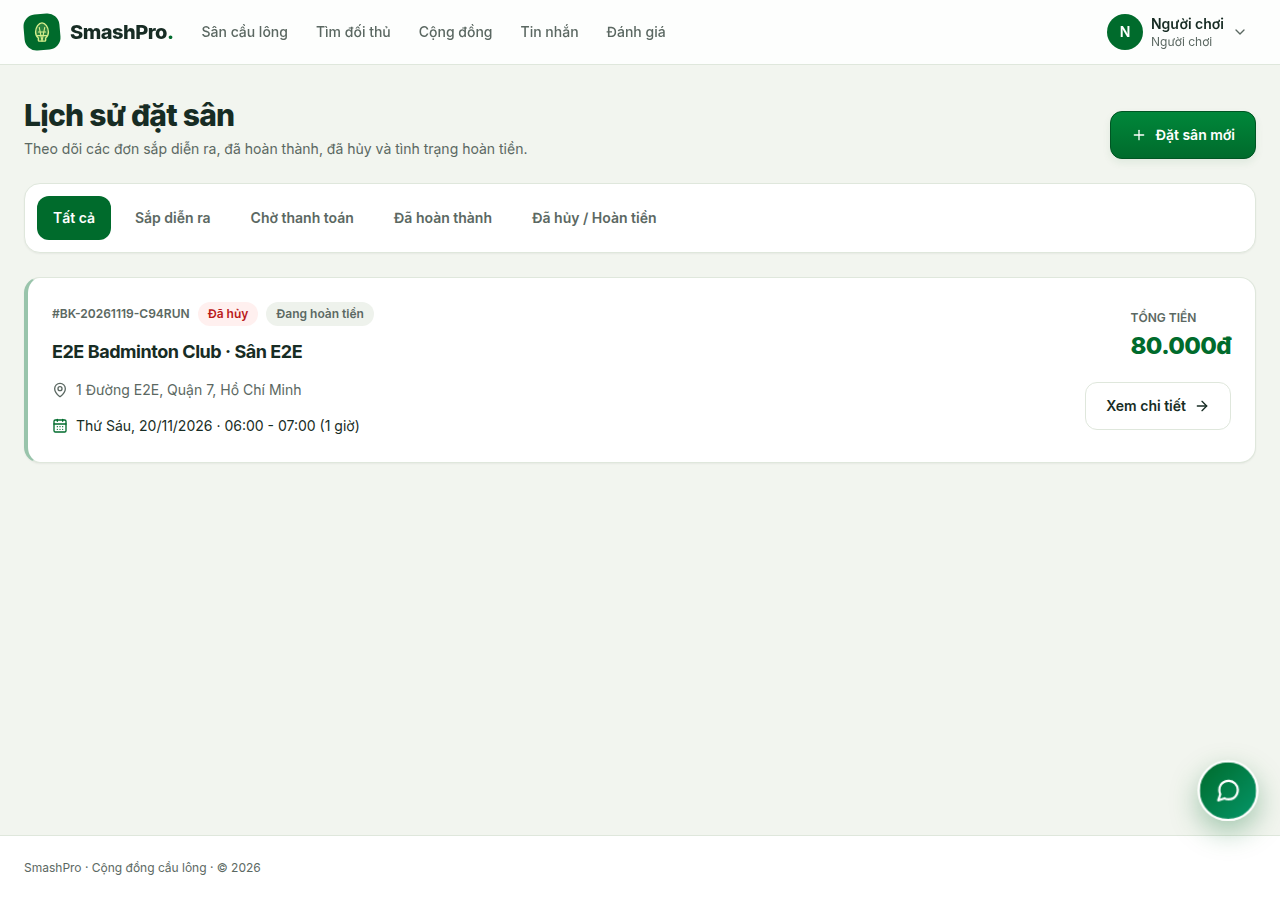 SmashPro.
Sân cầu lông
Tìm đối thủ
Cộng đồng
Tin nhắn
Đánh giá
N
Người chơi
Người chơi
Lịch sử đặt sân
Theo dõi các đơn sắp diễn ra, đã hoàn thành, đã hủy và tình trạng hoàn tiền.
Đặt sân mới
Tất cả
Sắp diễn ra
Chờ thanh toán
Đã hoàn thành
Đã hủy / Hoàn tiền
#BK-20261119-C94RUN
Đã hủy
Đang hoàn tiền
E2E Badminton Club · Sân E2E
1 Đường E2E, Quận 7, Hồ Chí Minh
Thứ Sáu, 20/11/2026 · 06:00 - 07:00 (1 giờ)
TỔNG TIỀN
80.000đ
Xem chi tiết
SmashPro · Cộng đồng cầu lông · © 2026